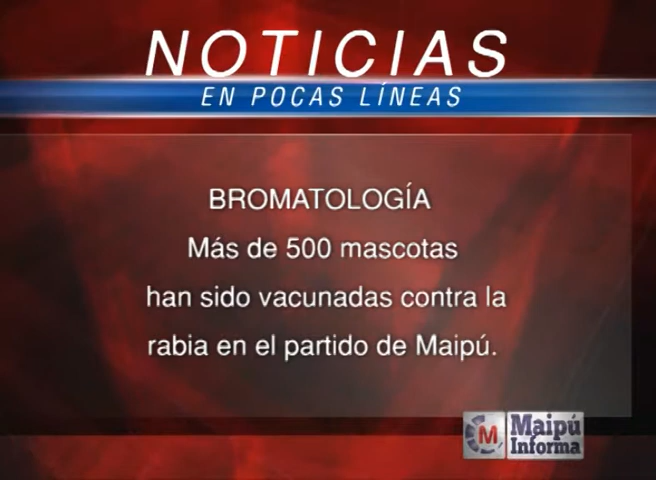 NOTICIAS
EN POCAS LÍNEAS
BROMATOLOGÍA
Más de 500 mascotas
han sido vacunadas contra la
rabia en el partido de Maipú.
M
Maipú
Informa